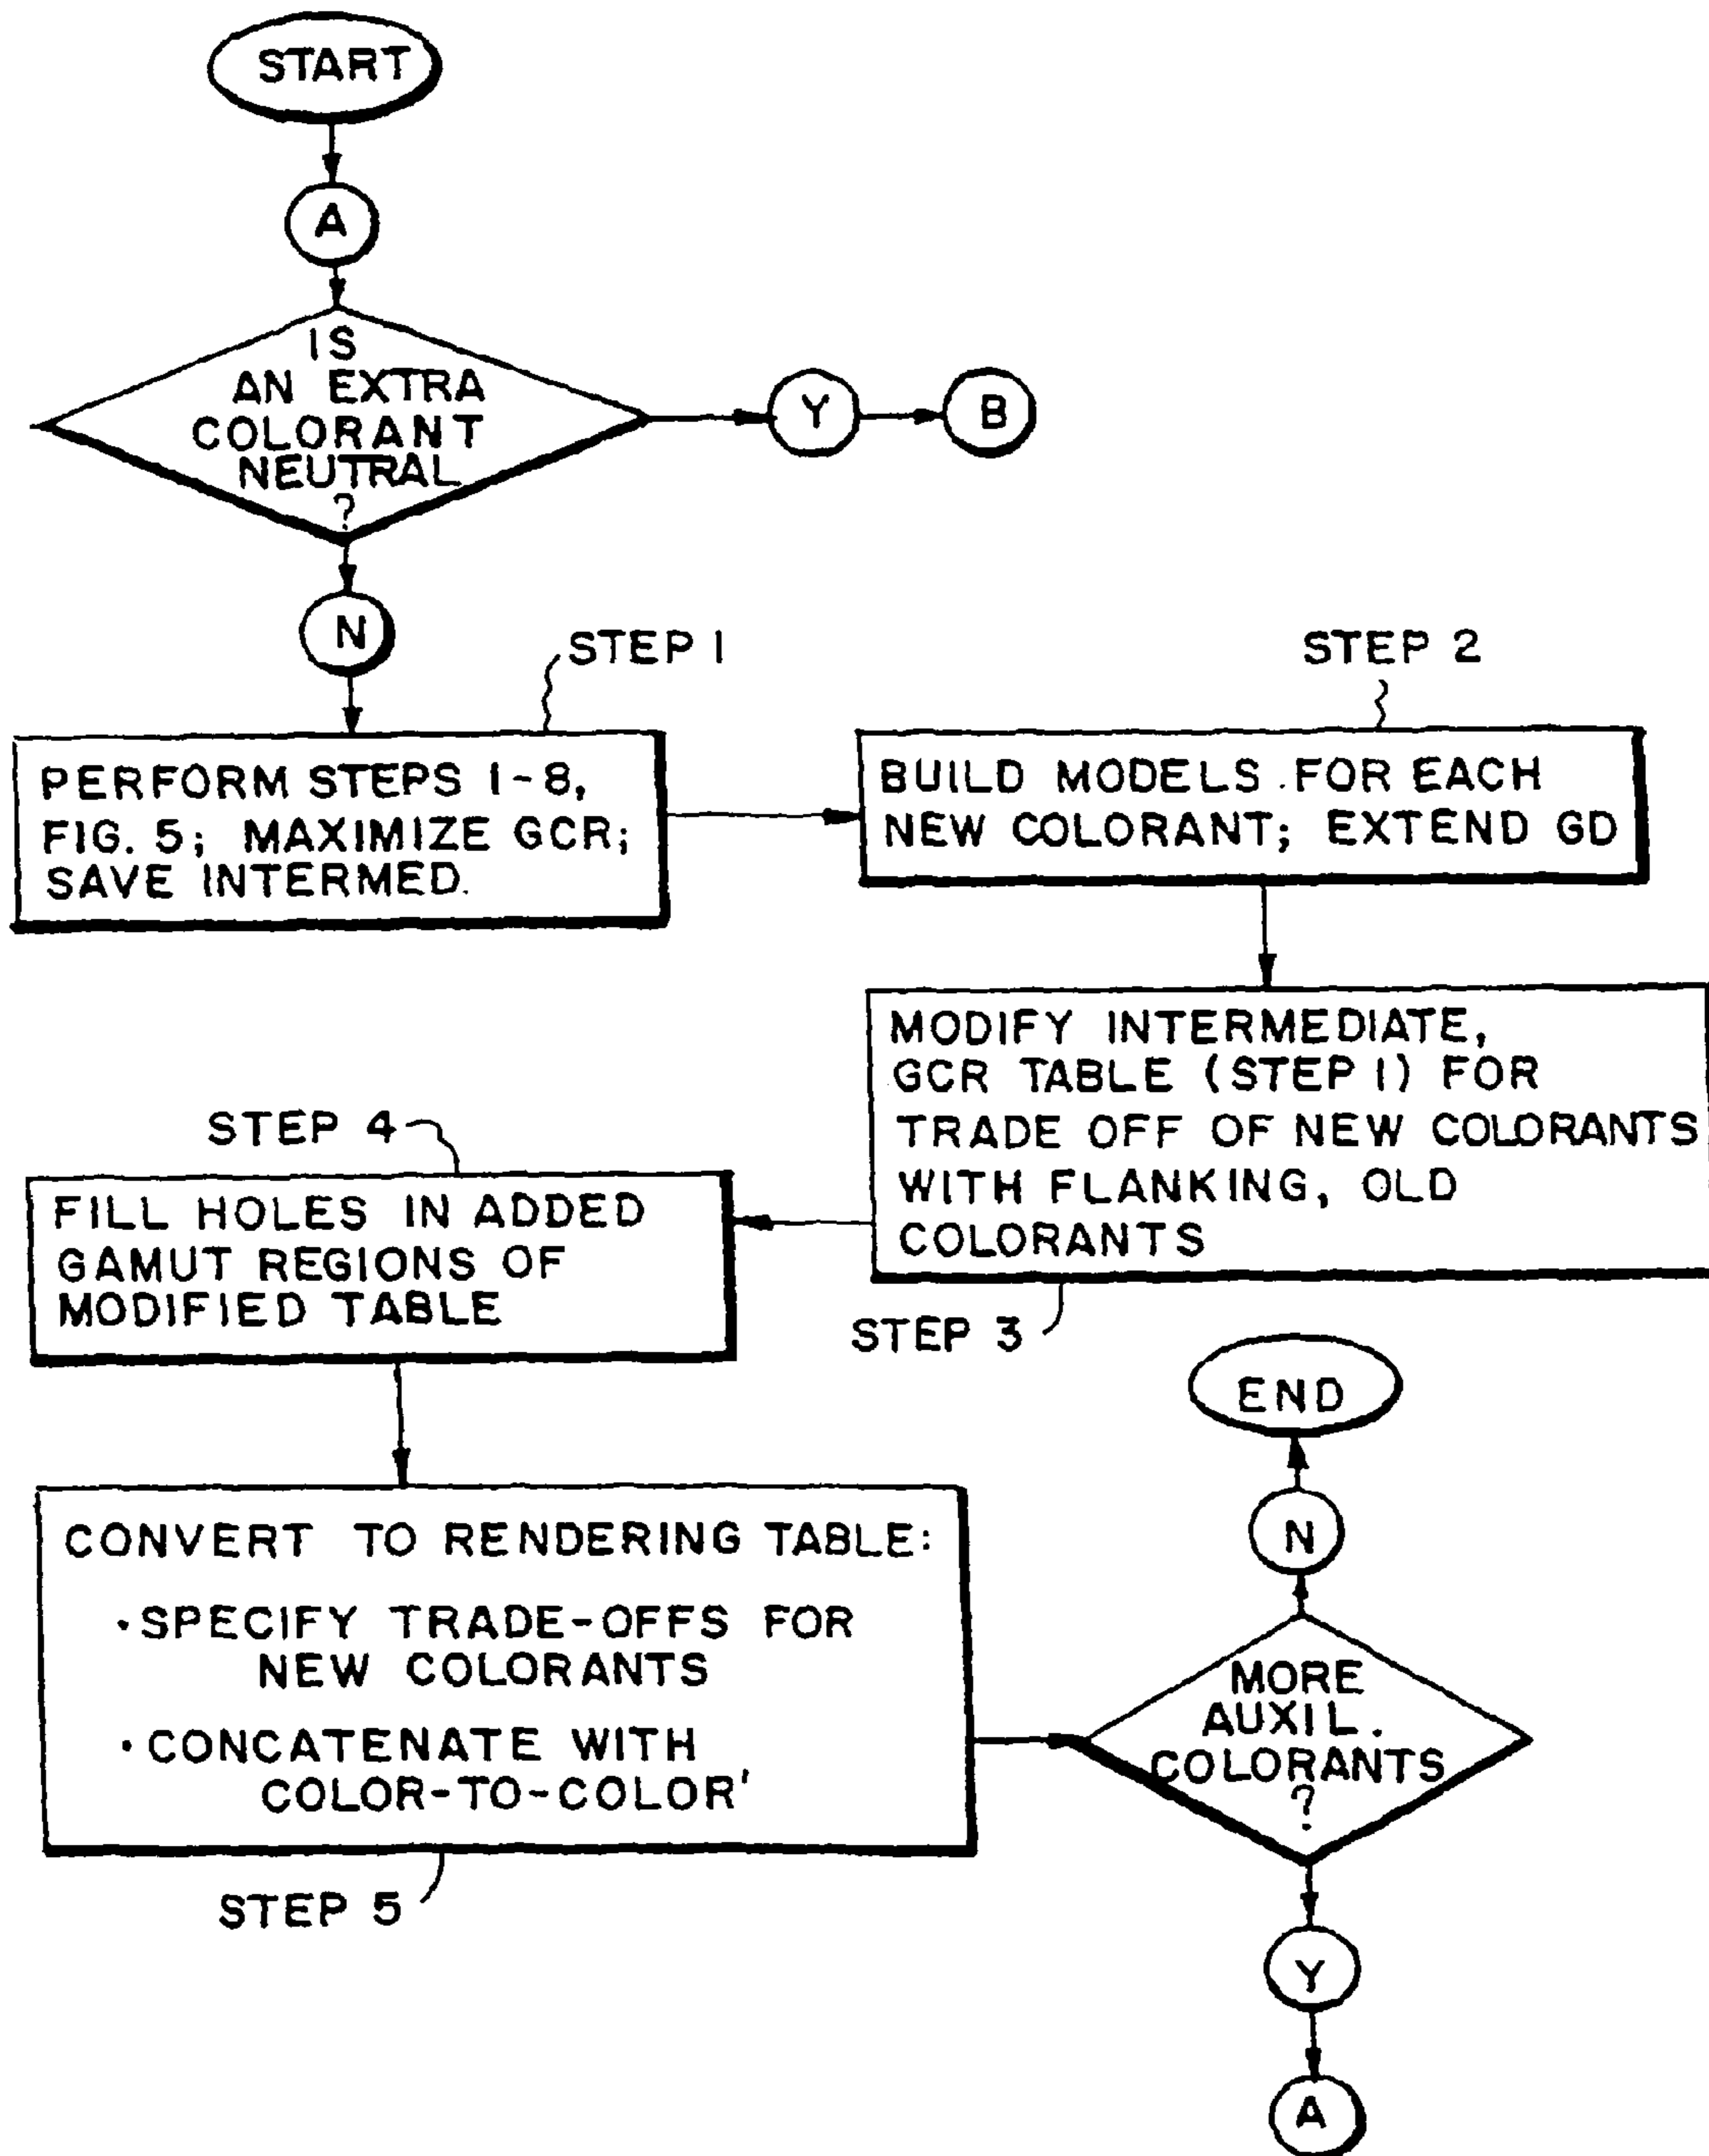 START
A
IS
AN EXTRA
COLORANT
NEUTRAL
?
Y
B
N
STEP 1
PERFORM STEPS 1-8,
FIG. 5; MAXIMIZE GCR;
SAVE INTERMED.
STEP 2
BUILD MODELS FOR EACH
NEW COLORANT; EXTEND GD
MODIFY INTERMEDIATE,
GCR TABLE (STEP 1) FOR
TRADE OFF OF NEW COLORANTS
WITH FLANKING, OLD
COLORANTS
STEP 3
STEP 4
FILL HOLES IN ADDED
GAMUT REGIONS OF
MODIFIED TABLE
CONVERT TO RENDERING TABLE:
•SPECIFY TRADE-OFFS FOR
NEW COLORANTS
•CONCATENATE WITH
COLOR-TO-COLOR'
STEP 5
END
N
MORE
AUXIL.
COLORANTS
?
Y
A